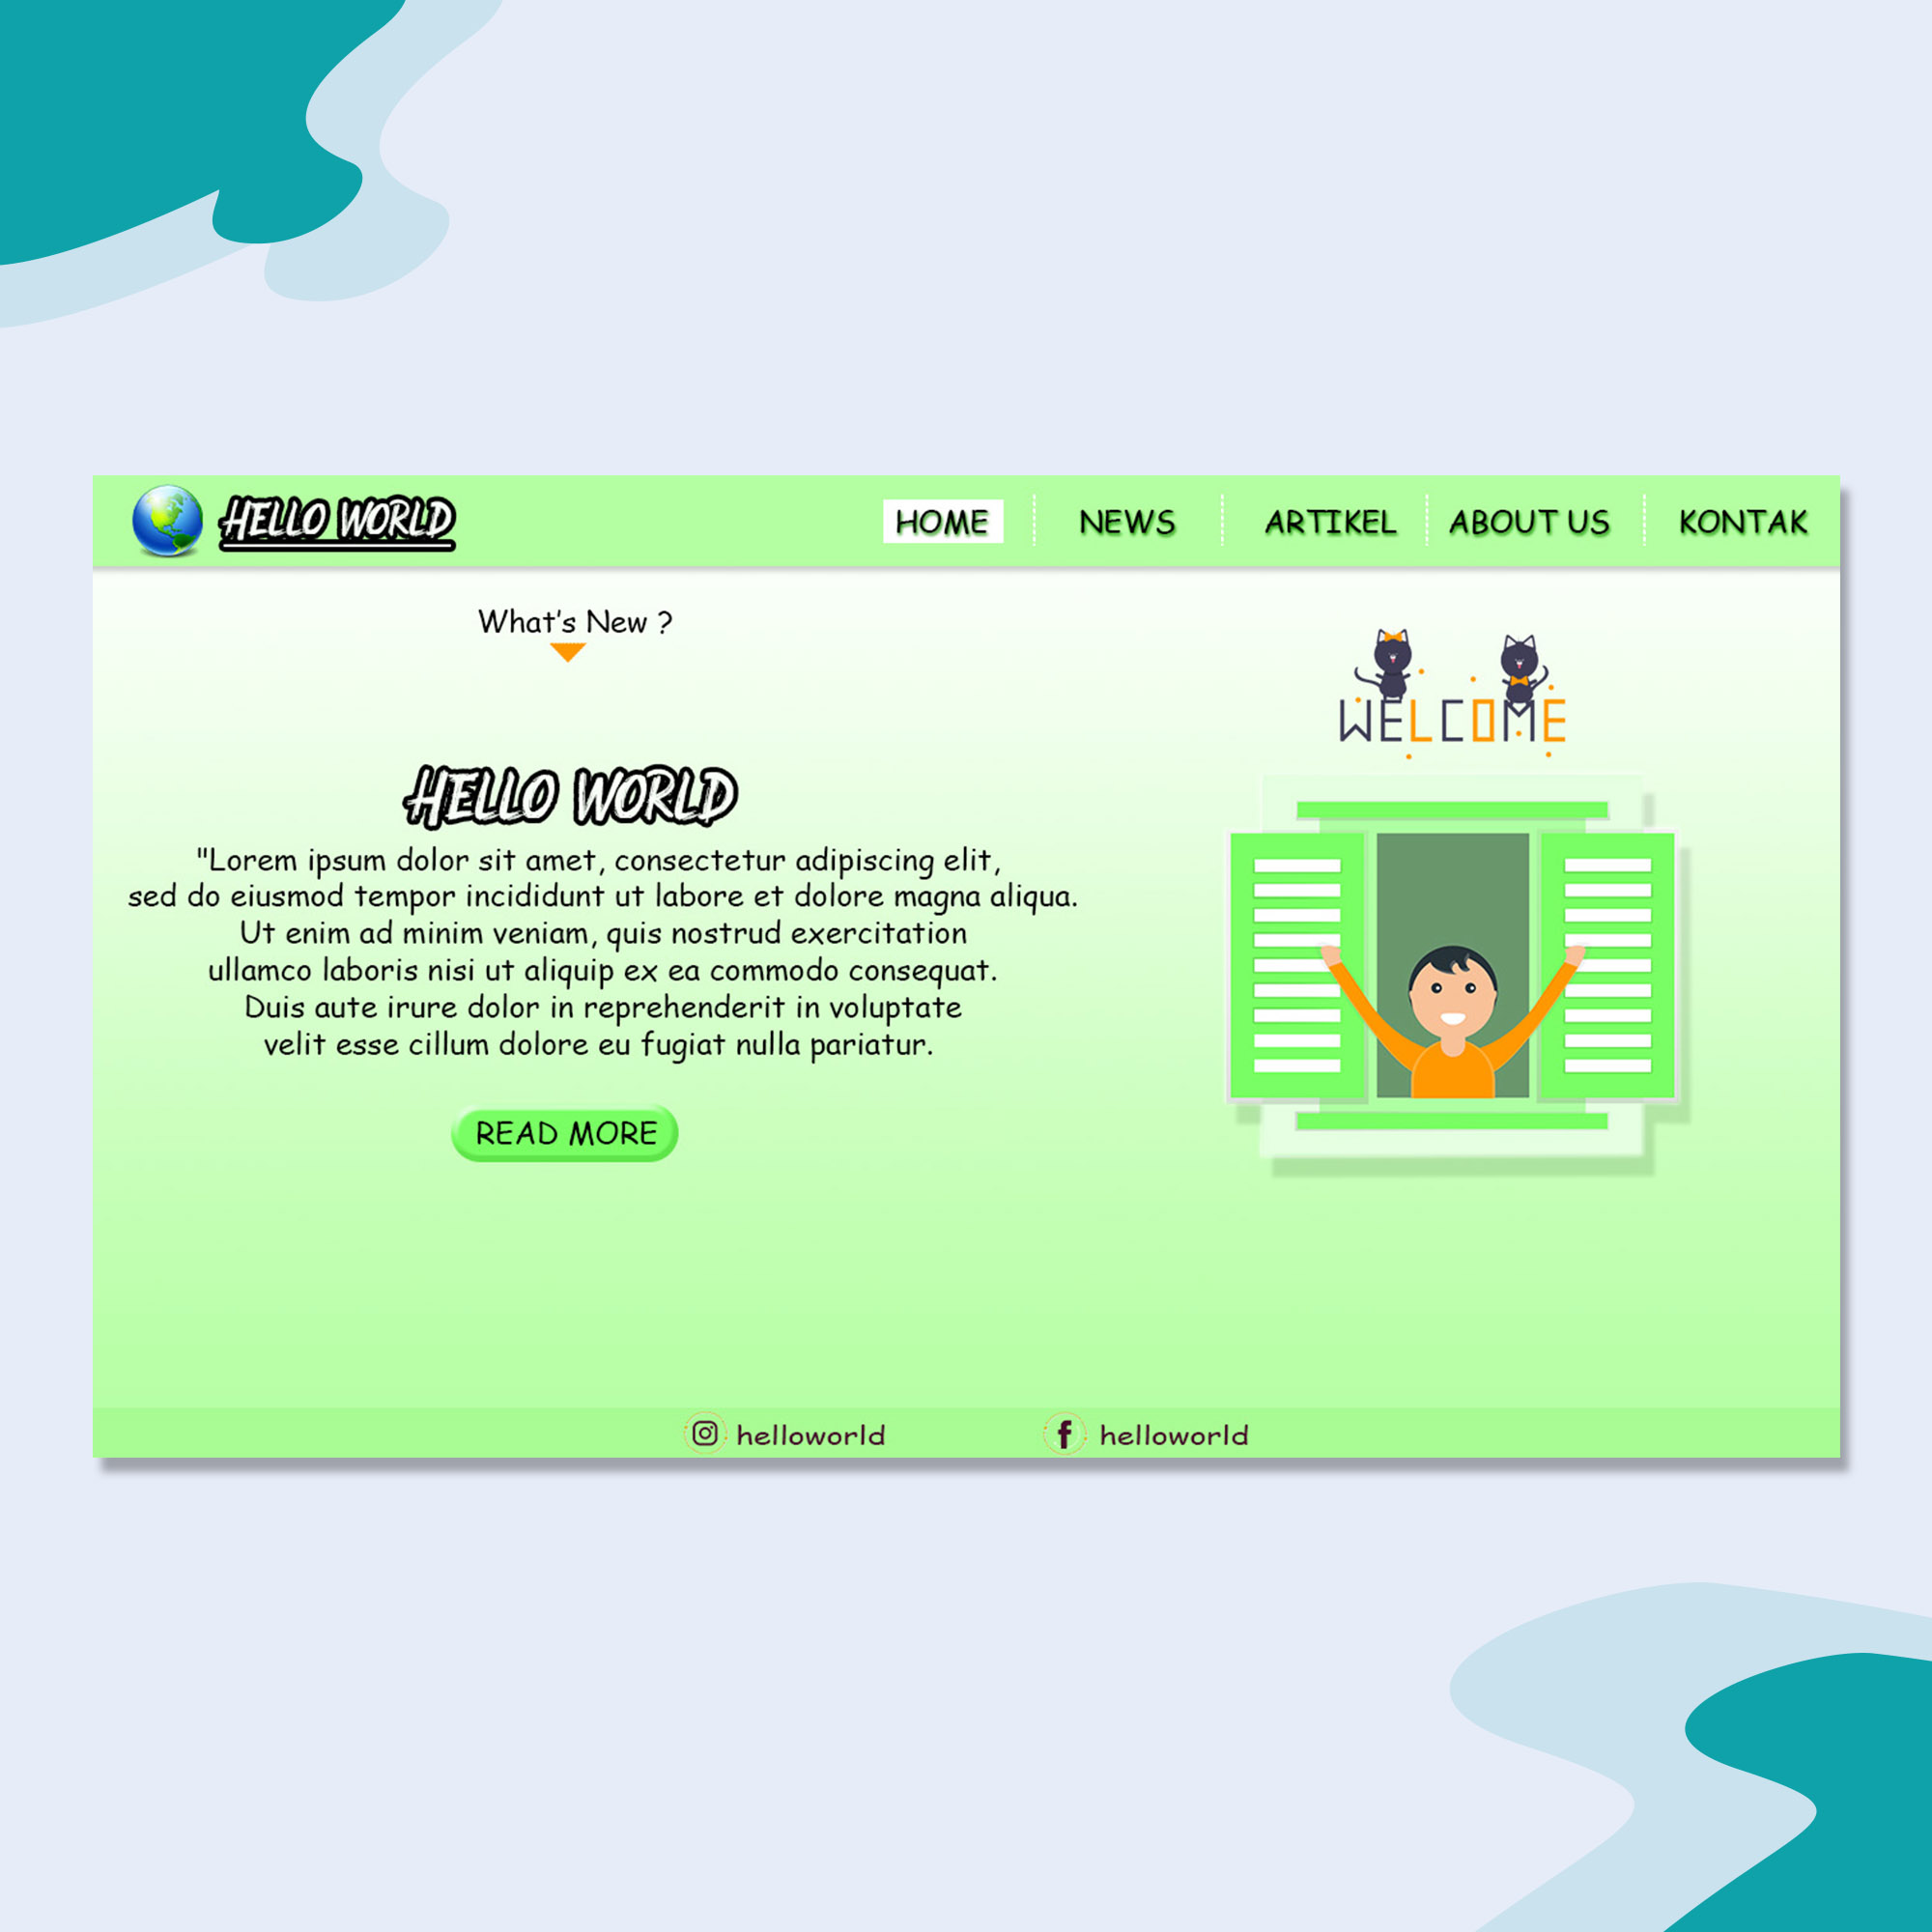 HELLO WORLD
HOME
NEWS
ARTIKEL
ABOUT US
KONTAK
What's New ?
WELCOME
HELLO WORLD
"Lorem ipsum dolor sit amet, consectetur adipiscing elit,
sed do eiusmod tempor incididunt ut labore et dolore magna aliqua.
Ut enim ad minim veniam, quis nostrud exercitation
ullamco laboris nisi ut aliquip ex ea commodo consequat.
Duis aute irure dolor in reprehenderit in voluptate
velit esse cillum dolore eu fugiat nulla pariatur.
READ MORE
helloworld
helloworld